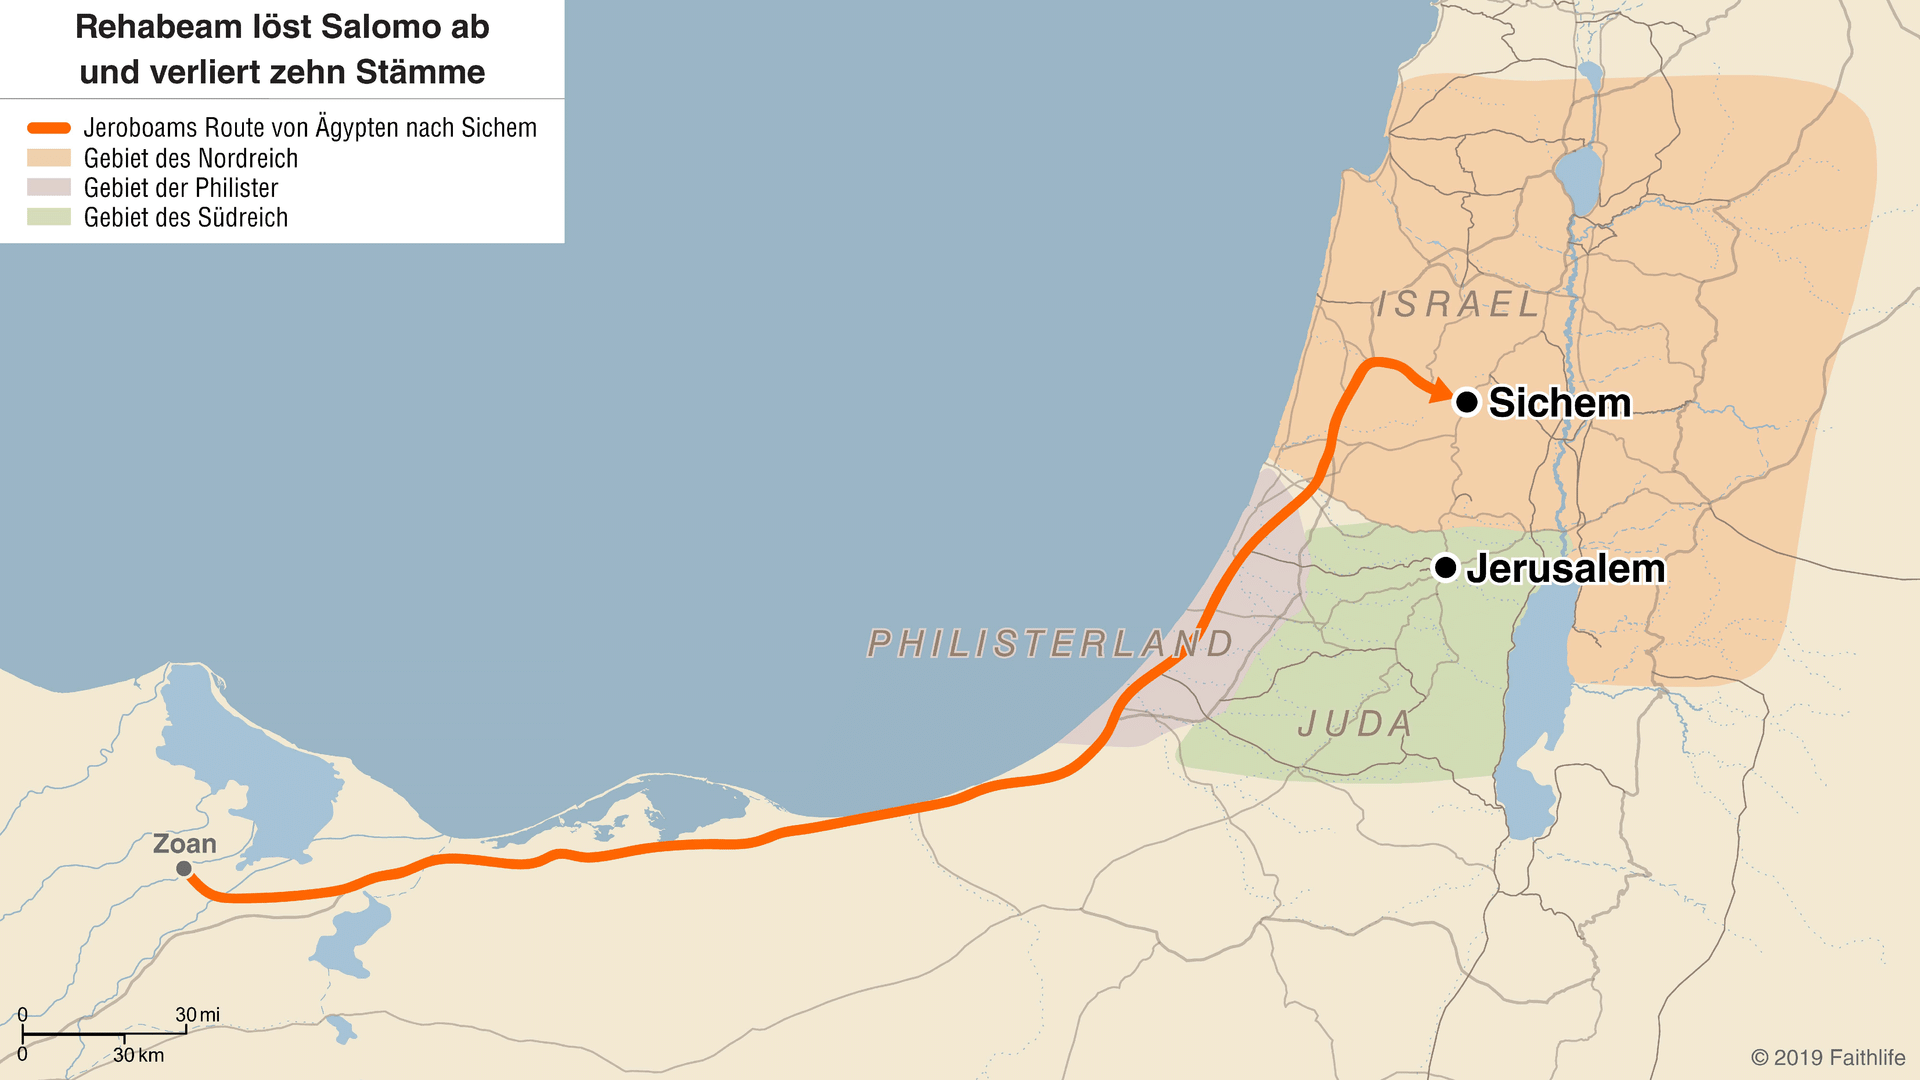 Rehabeam löst Salomo ab
und verliert zehn Stämme
Jeroboams Route von Ägypten nach Sichem
Gebiet des Nordreich
Gebiet der Philister
Gebiet des Südreich
ISRAEL
Sichem
Jerusalem
PHILISTERLAND
JUDA
Zoan
0 30 mi
0 30 km
© 2019 Faithlife